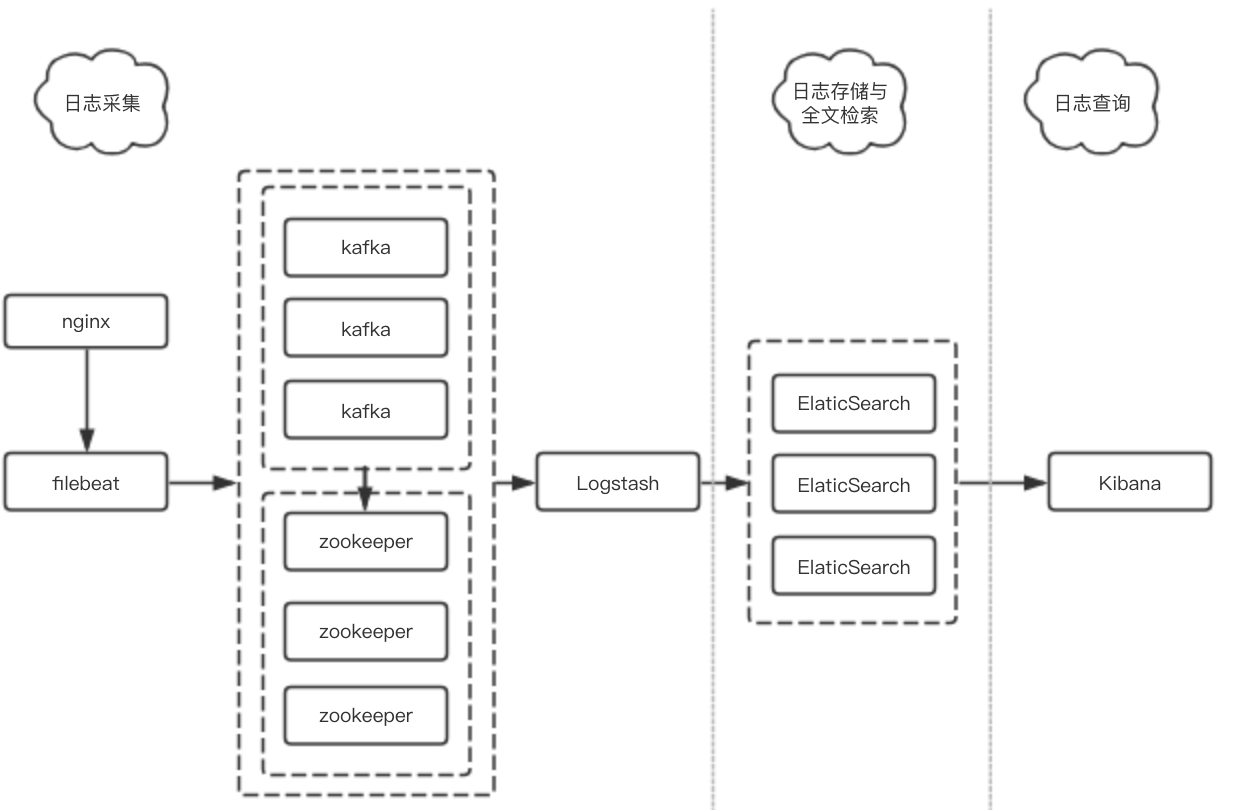 日志采集
日志存储与
全文检索
日志查询
kafka
kafka
kafka
nginx
filebeat
zookeeper
zookeeper
zookeeper
Logstash
ElaticSearch
ElaticSearch
ElaticSearch
Kibana